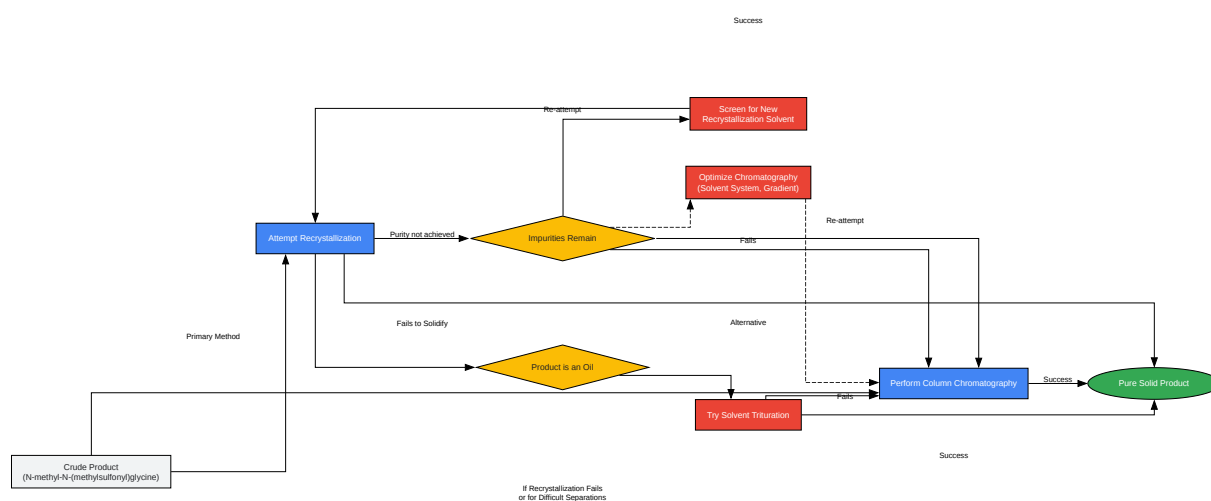 Success
Re-attempt
Screen for New
Recrystallization Solvent
Optimize Chromatography
(Solvent System, Gradient)
Re-attempt
Attempt Recrystallization
Purity not achieved
Impurities Remain
Fails
Primary Method
Fails to Solidify
Alternative
Product is an Oil
Perform Column Chromatography
Success
Pure Solid Product
Fails
Try Solvent Trituration
Success
Crude Product
(N-methyl-N-(methylsulfonyl)glycine)
If Recrystallization Fails
or for Difficult Separations